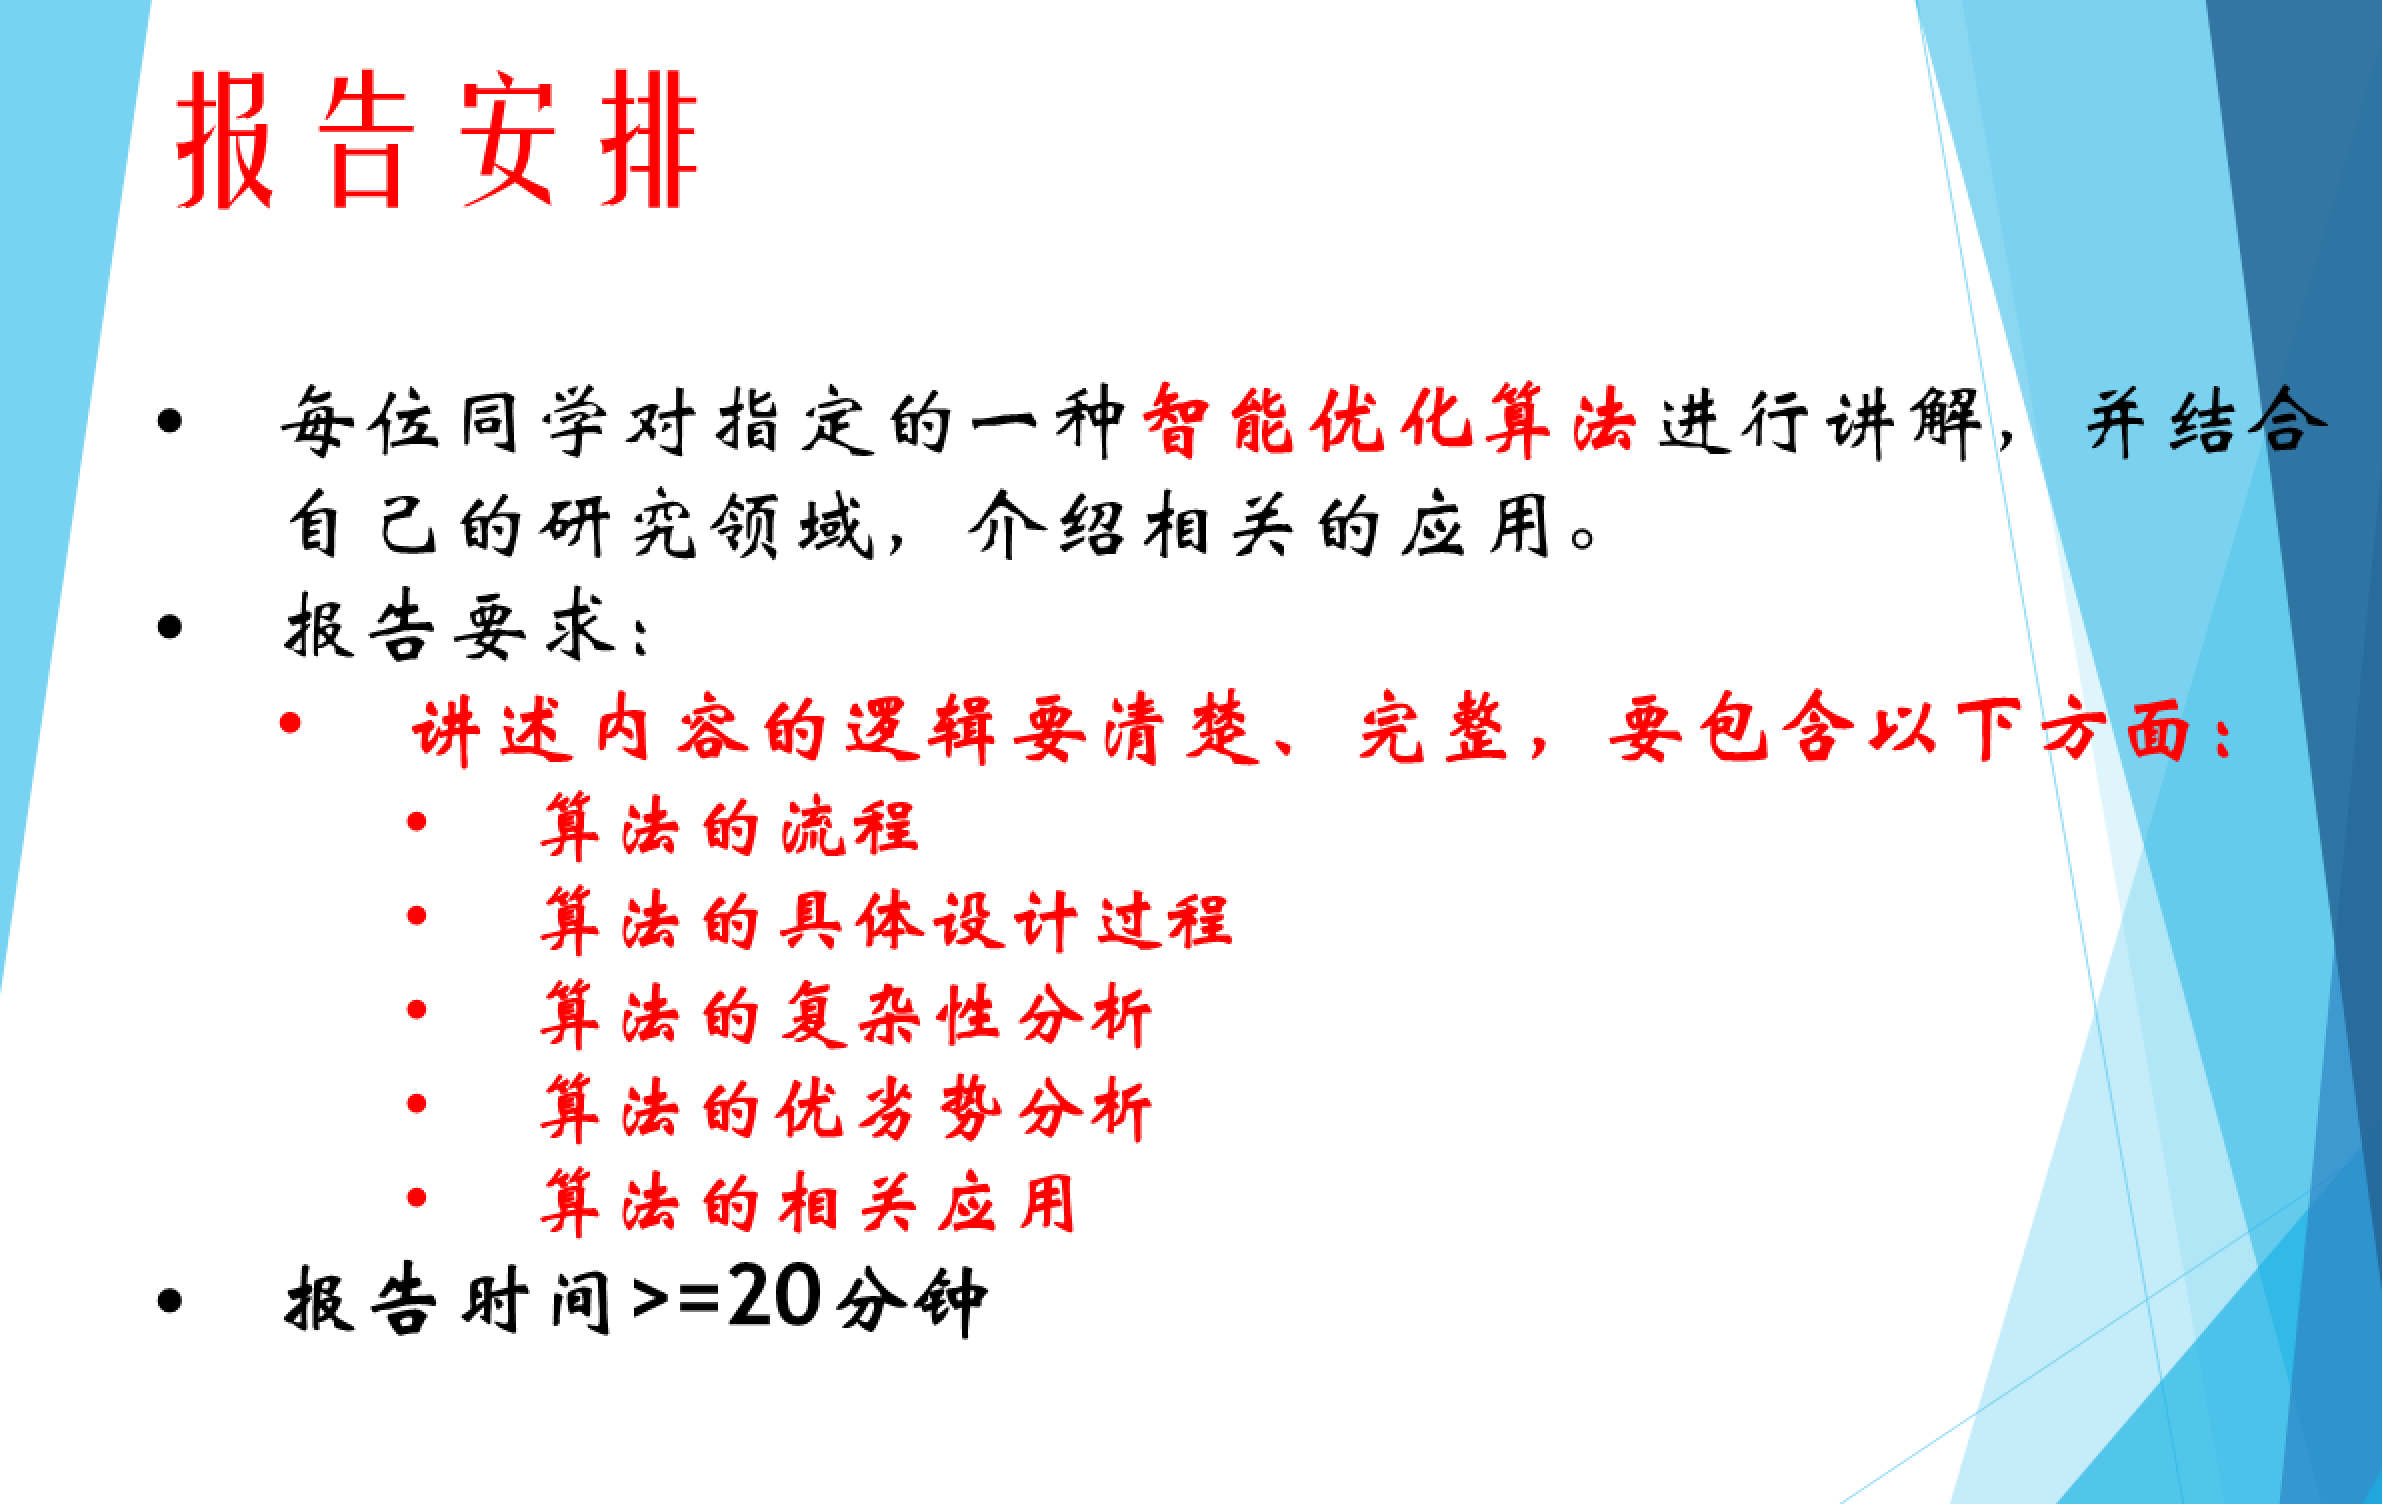 报告安排
• 每位同学对指定的一种智能优化算法进行讲解，并结合
自己的研究领域，介绍相关的应用。
• 报告要求：
• 讲述内容的逻辑要清楚、完整，要包含以下方面：
• 算法的流程
• 算法的具体设计过程
• 算法的复杂性分析
• 算法的优劣势分析
• 算法的相关应用
• 报告时间>=20分钟